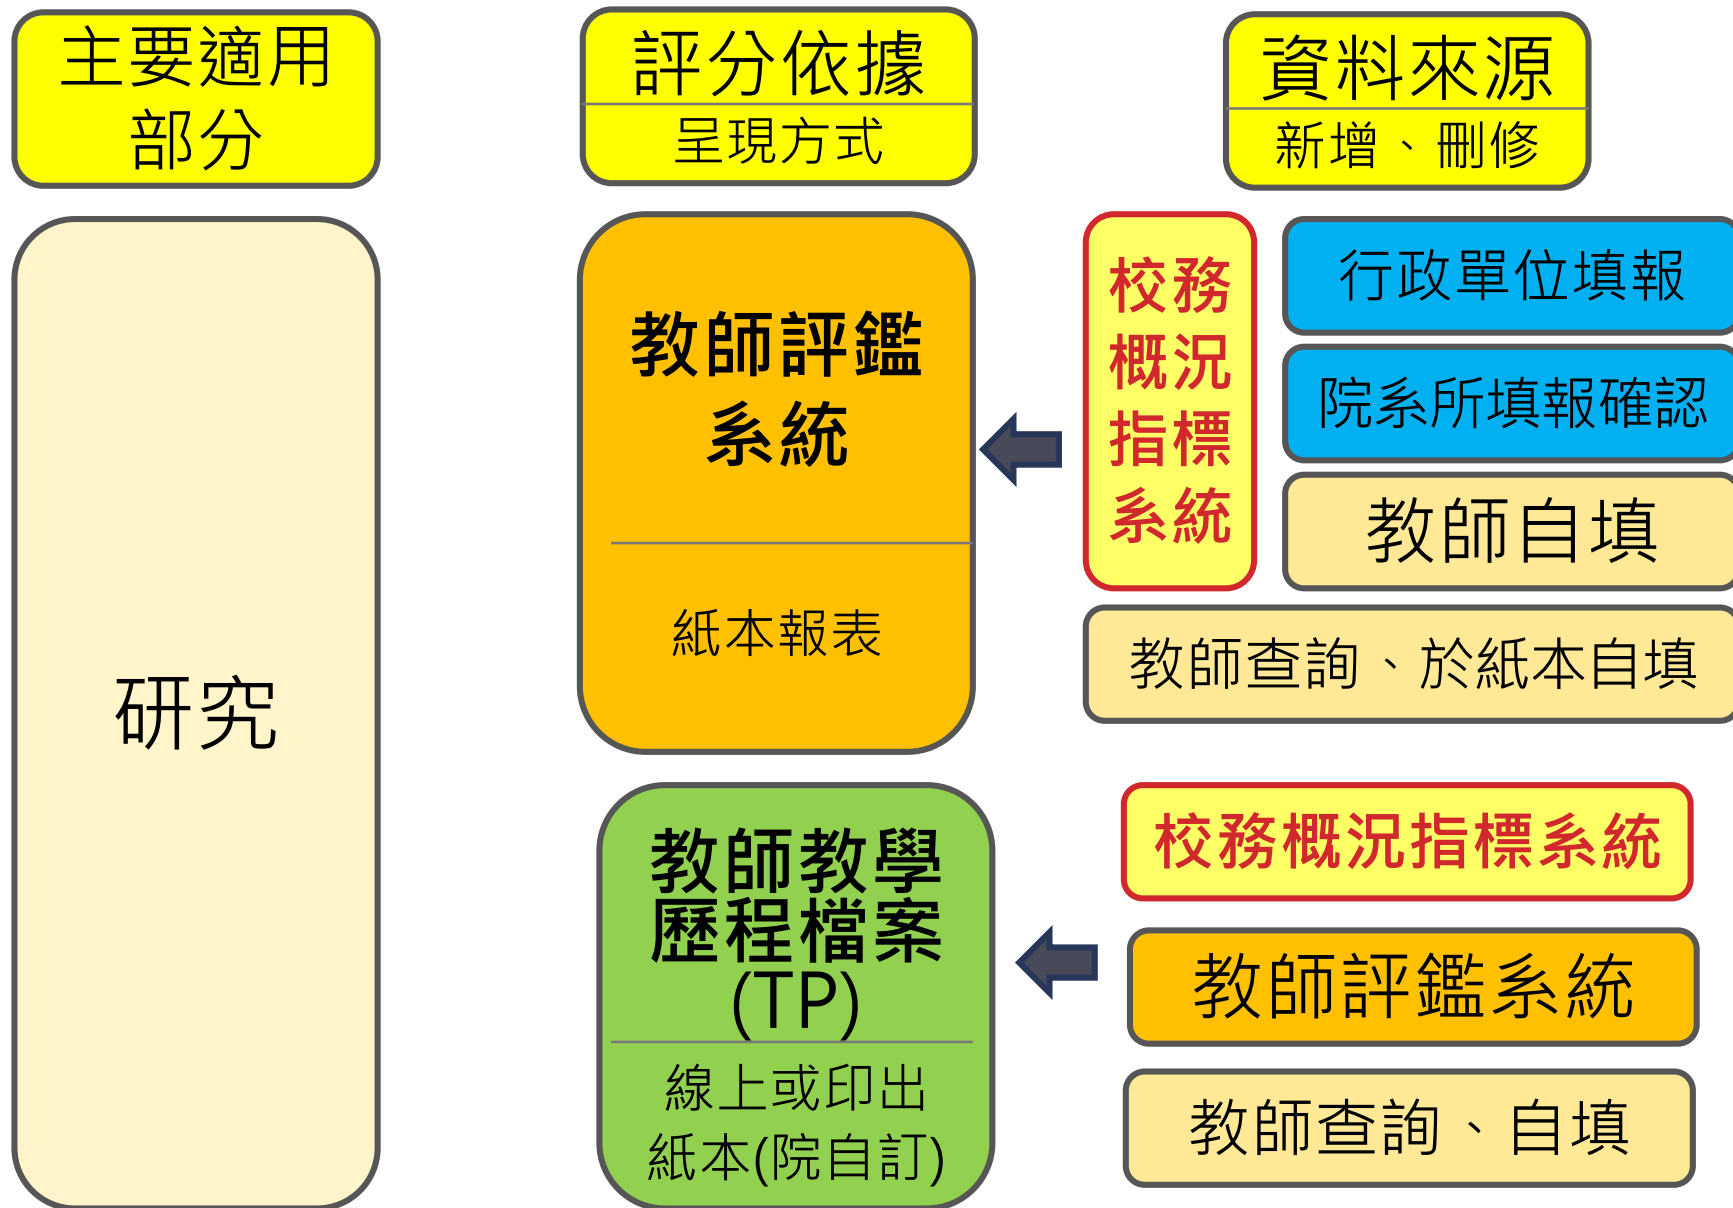 主要適用
部分
評分依據
呈現方式
資料來源
新增、刪修
研究
教師評鑑
系統
紙本報表
校務
概況
指標
系統
行政單位填報
院系所填報確認
教師自填
教師查詢、於紙本自填
教師教學
歷程檔案
(TP)
線上或印出
紙本(院自訂)
校務概況指標系統
教師評鑑系統
教師查詢、自填